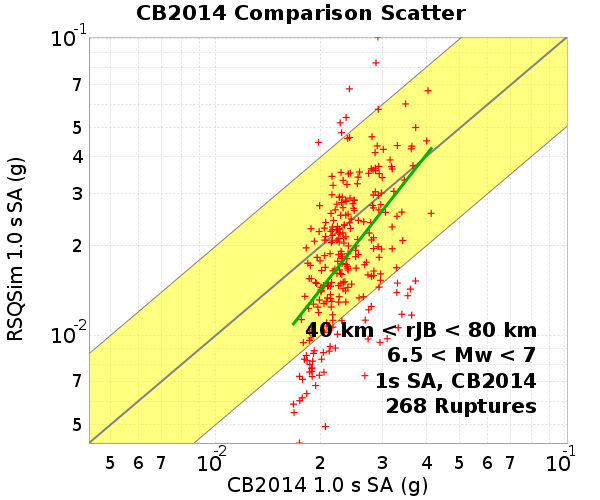 CB2014 Comparison Scatter
10⁻¹
7
5
4
3
2
10⁻²
7
5
RSQSim 1.0 s SA (g)
40 km < rJB < 80 km
6.5 < Mw < 7
1s SA, CB2014
268 Ruptures
5 6 7 10⁻² 2 3 4 5 6 7 10⁻¹
CB2014 1.0 s SA (g)